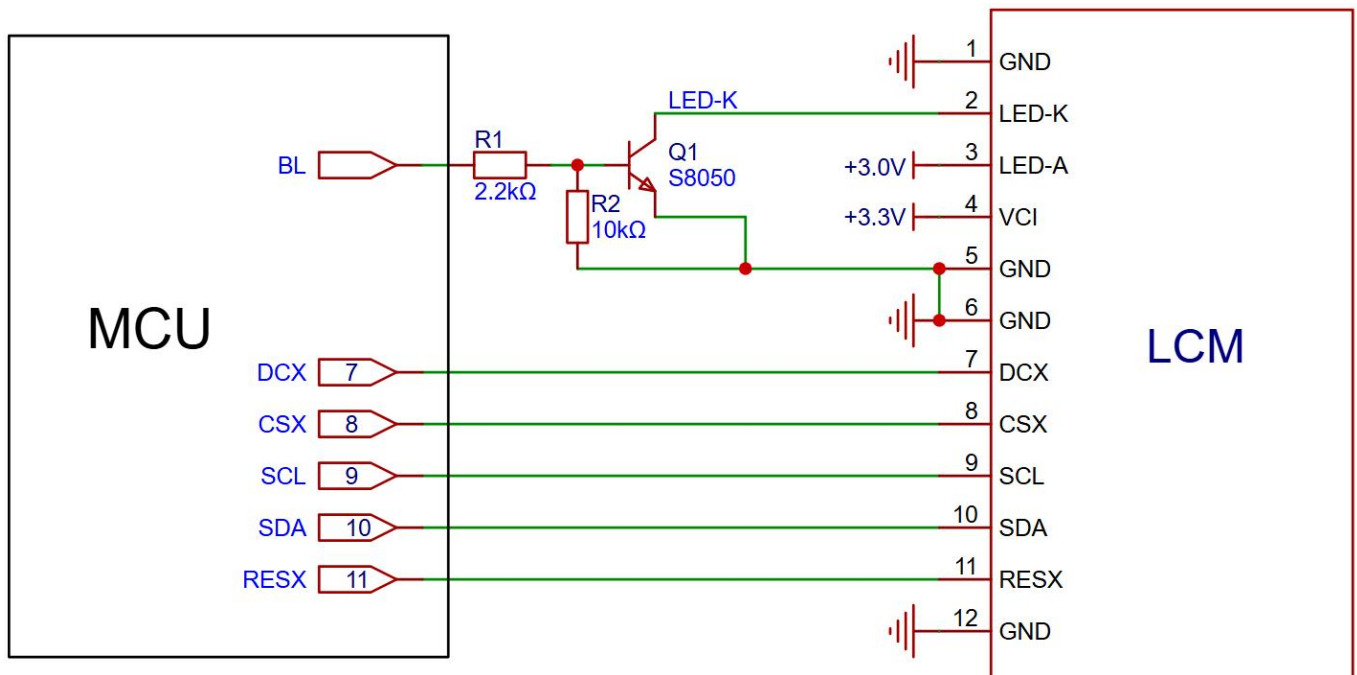 1 GND
LED-K 2 LED-K
R1 Q1 +3.0V 3 LED-A
BL
2.2kΩ S8050
R2 +3.3V 4 VCI
10kΩ
5 GND
MCU 6 GND
LCM
DCX 7 7 DCX
CSX 8 8 CSX
SCL 9 9 SCL
SDA 10 10 SDA
RESX 11 11 RESX
12 GND